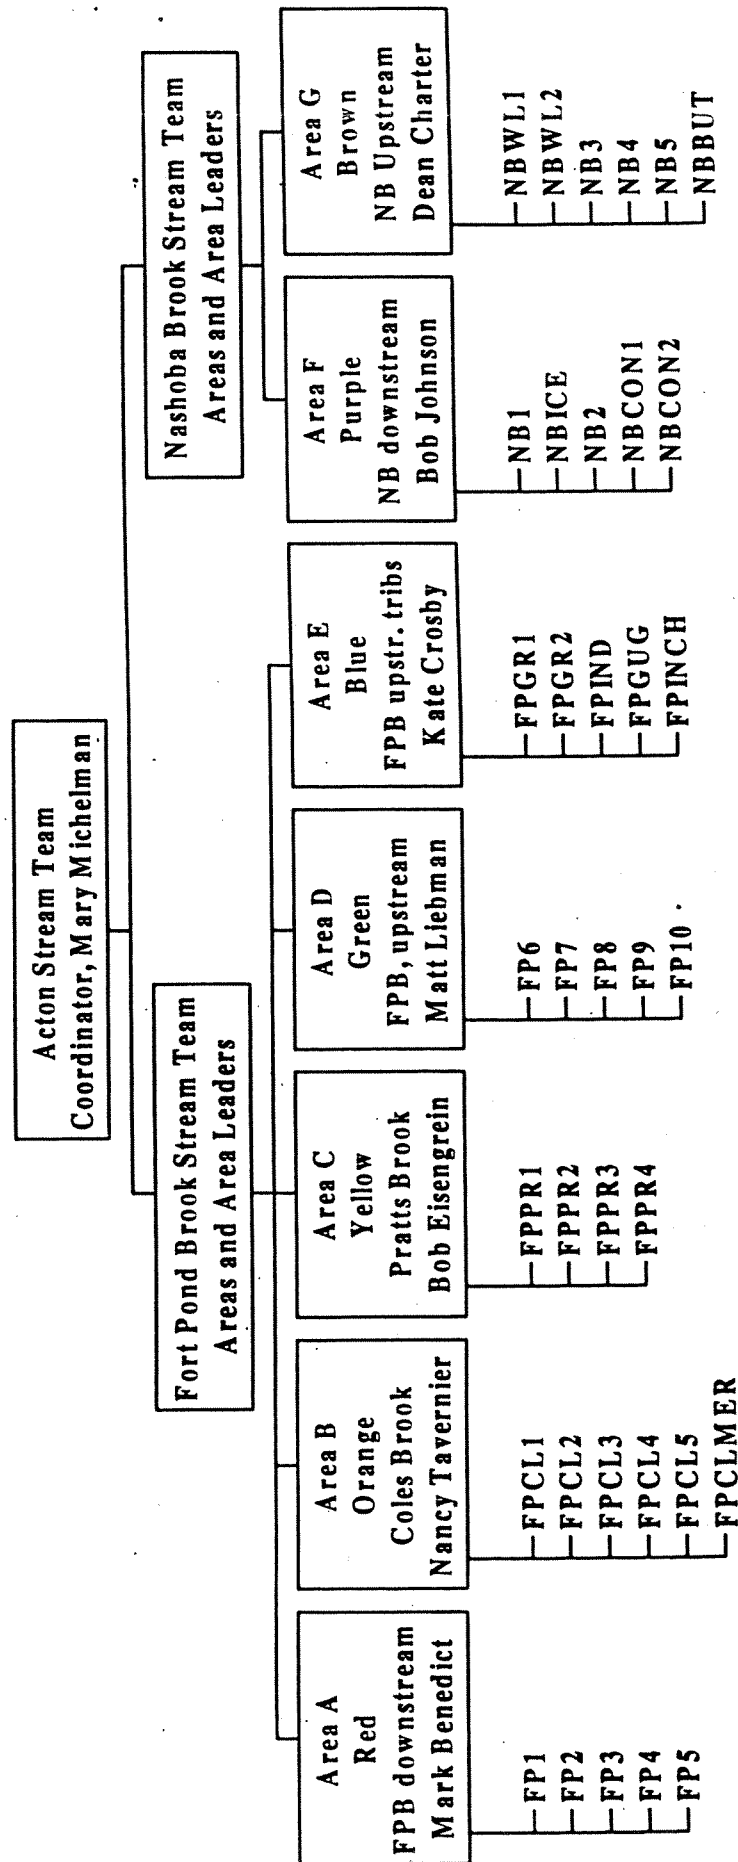 Acton Stream Team
Coordinator, Mary Michelman
Fort Pond Brook Stream Team
Areas and Area Leaders
Nashoba Brook Stream Team
Areas and Area Leaders
Area A
Red
FPB downstream
Mark Benedict
FP1
FP2
FP3
FP4
FP5
Area B
Orange
Coles Brook
Nancy Tavernier
FPCL1
FPCL2
FPCL3
FPCL4
FPCL5
FPCLMER
Area C
Yellow
Pratts Brook
Bob Eisengrein
FPPR1
FPPR2
FPPR3
FPPR4
Area D
Green
FPB, upstream
Matt Liebman
FP6
FP7
FP8
FP9
FP10
Area E
Blue
FPB upstr. tribs
Kate Crosby
FPGR1
FPGR2
FPIND
FPGUG
FPINCH
Area F
Purple
NB downstream
Bob Johnson
NB1
NBICE
NB2
NBCON1
NBCON2
Area G
Brown
NB Upstream
Dean Charter
NBWL1
NBWL2
NB3
NB4
NB5
NBBUT